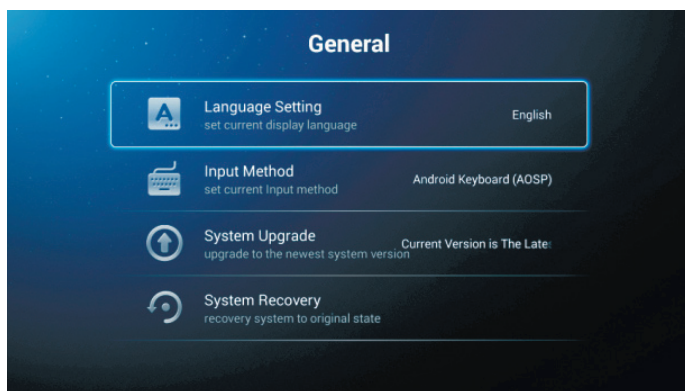 General
Language Setting
set current display language
English
Input Method
set current Input method
Android Keyboard (AOSP)
System Upgrade
upgrade to the newest system version
Current Version is The Late
System Recovery
recovery system to original state